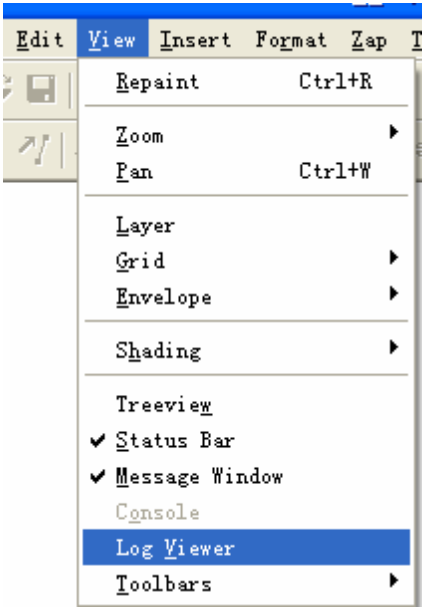 Edit View Insert Format Zap T
Repaint Ctrl+R
Zoom
Pan Ctrl+W
Layer
Grid
Envelope
Shading
Treeview
Status Bar
Message Window
Console
Log Viewer
Toolbars